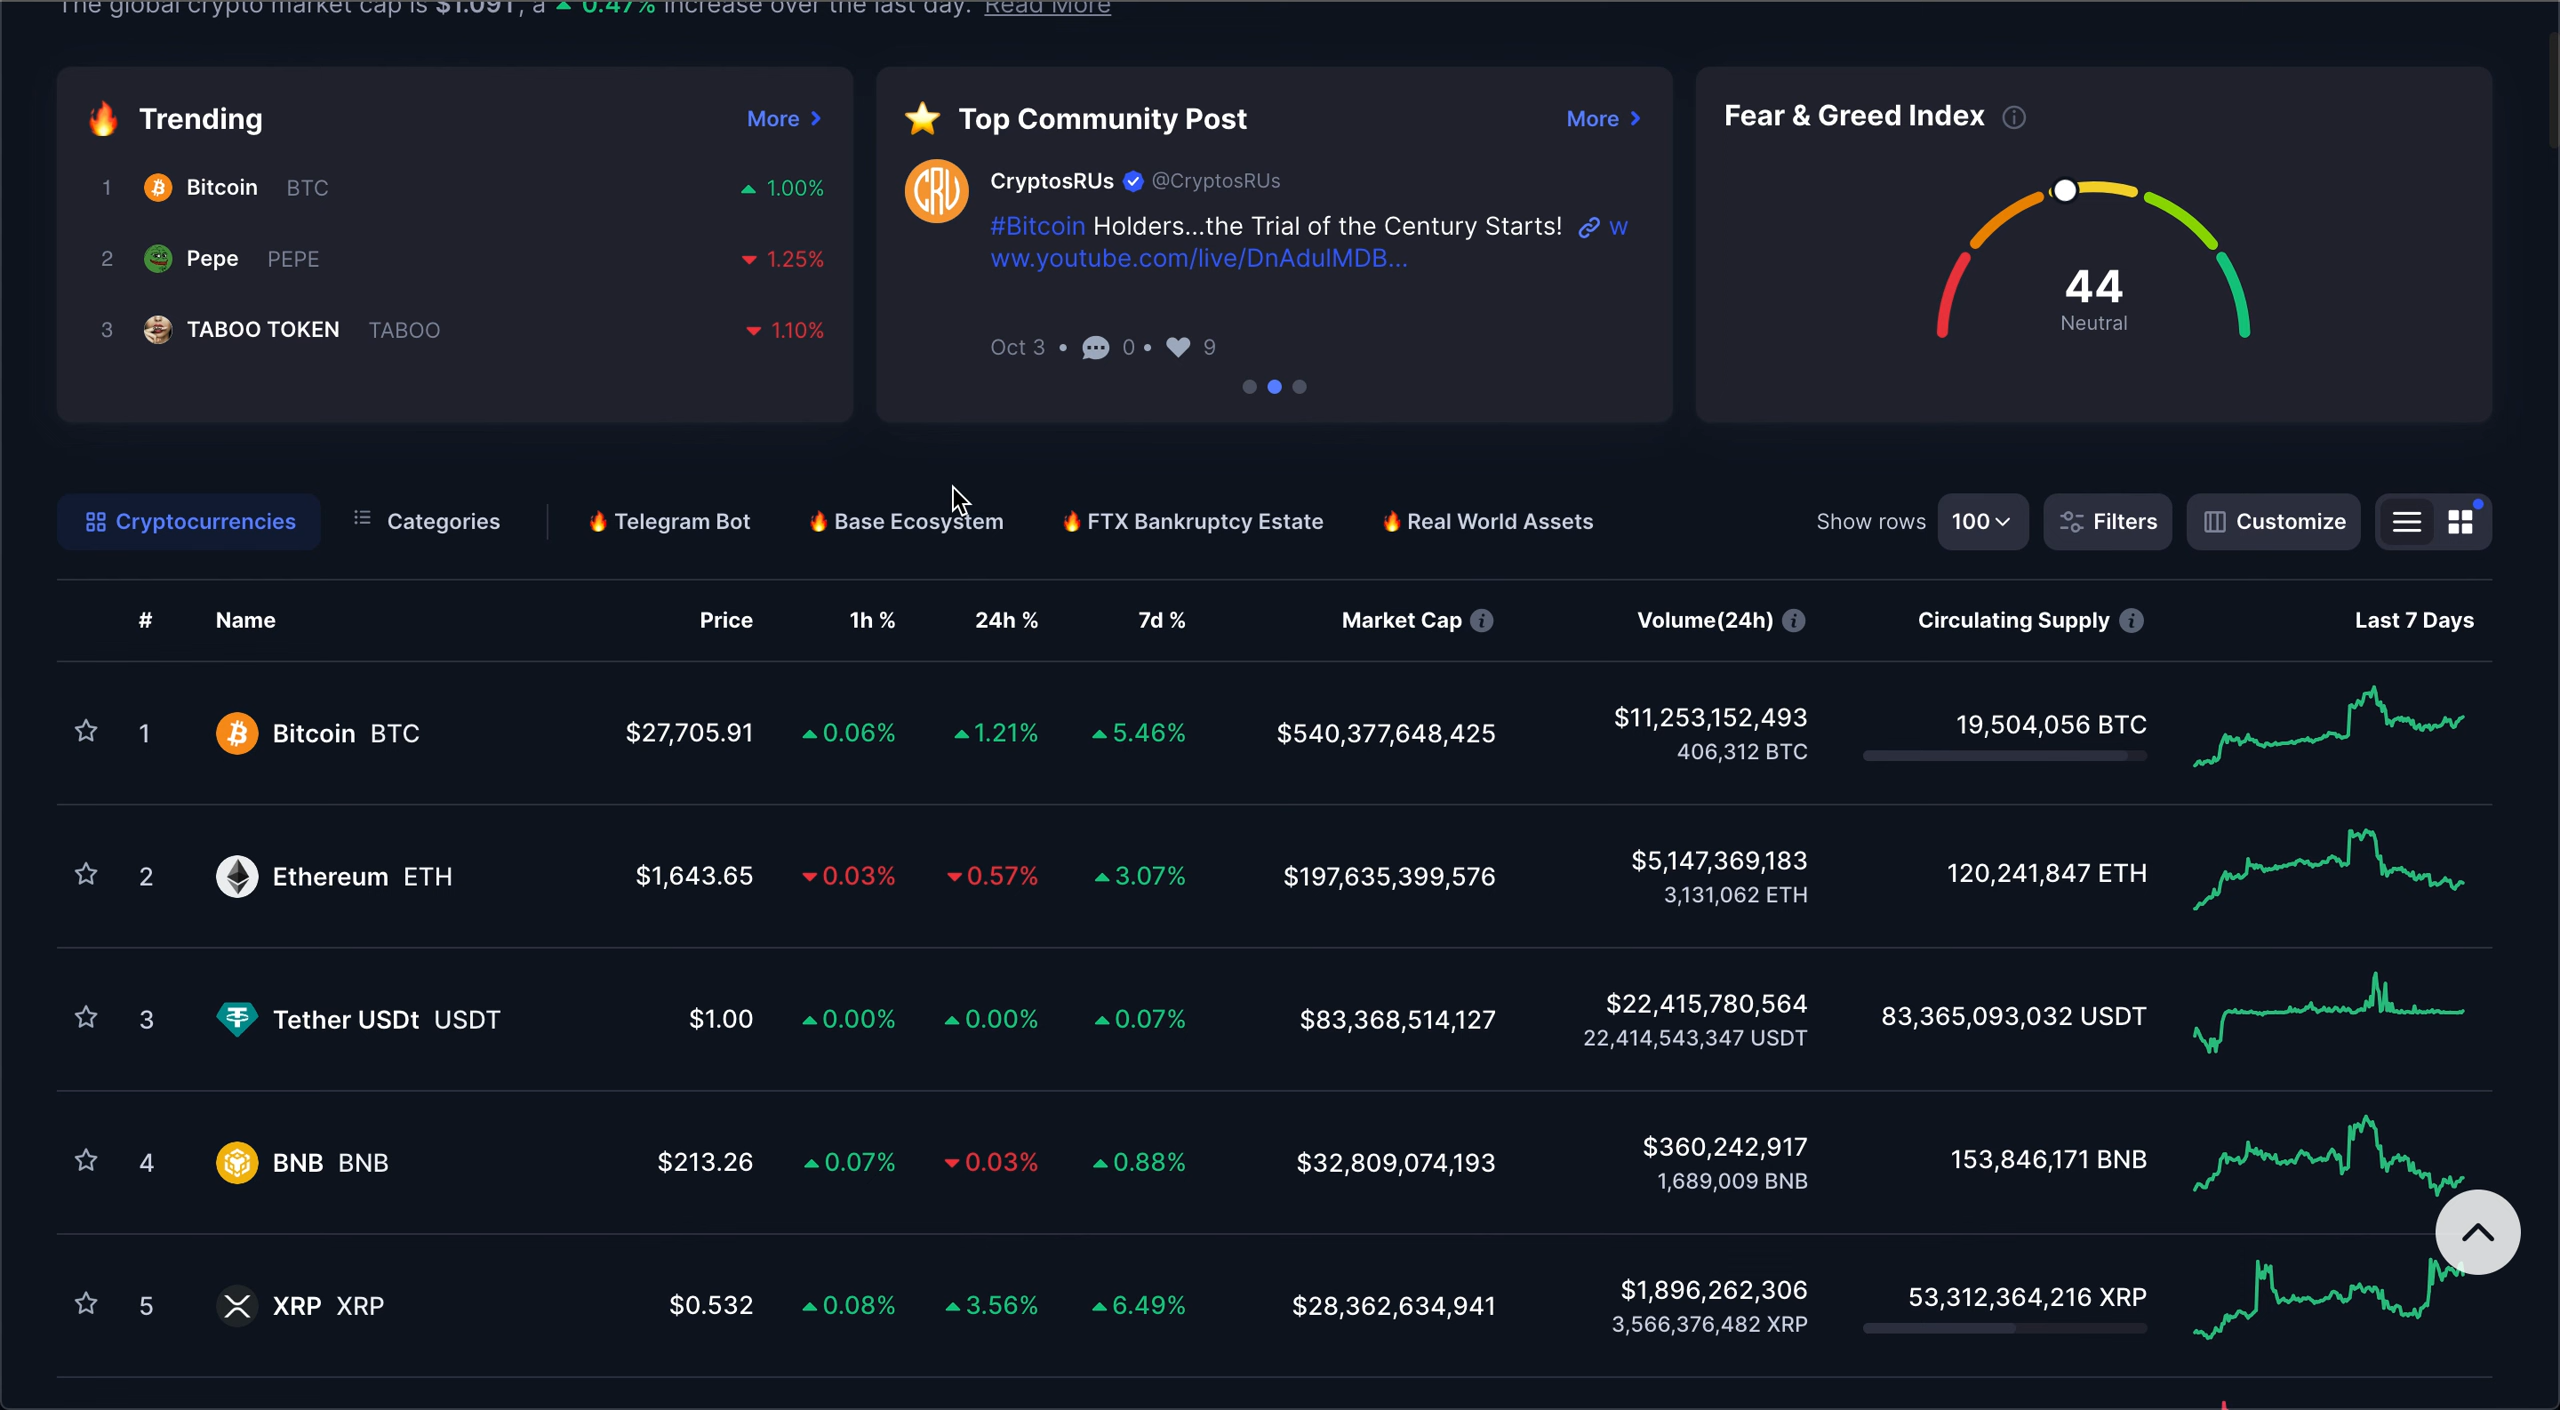 The global crypto market cap is $1.09T, a 0.47% increase over the last day. Read More
Trending
More
1 Bitcoin BTC 1.00%
2 Pepe PEPE 1.25%
3 TABOO TOKEN TABOO 1.10%
Top Community Post
More
CryptosRUs @CryptosRUs
#Bitcoin Holders...the Trial of the Century Starts! w
ww.youtube.com/live/DnAdulMDB...
Oct 3 • 0 • 9
Fear & Greed Index
44
Neutral
Cryptocurrencies Categories Telegram Bot Base Ecosystem FTX Bankruptcy Estate Real World Assets Show rows 100 Filters Customize
# Name Price 1h % 24h % 7d % Market Cap Volume(24h) Circulating Supply Last 7 Days
1 Bitcoin BTC $27,705.91 0.06% 1.21% 5.46% $540,377,648,425 $11,253,152,493 19,504,056 BTC
406,312 BTC
2 Ethereum ETH $1,643.65 0.03% 0.57% 3.07% $197,635,399,576 $5,147,369,183 120,241,847 ETH
3,131,062 ETH
3 Tether USDt USDT $1.00 0.00% 0.00% 0.07% $83,368,514,127 $22,415,780,564 83,365,093,032 USDT
22,414,543,347 USDT
4 BNB BNB $213.26 0.07% 0.03% 0.88% $32,809,074,193 $360,242,917 153,846,171 BNB
1,689,009 BNB
5 XRP XRP $0.532 0.08% 3.56% 6.49% $28,362,634,941 $1,896,262,306 53,312,364,216 XRP
3,566,376,482 XRP